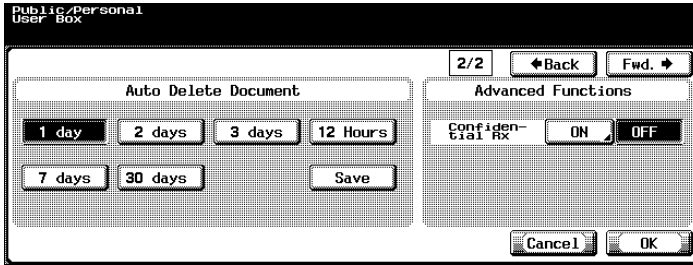 Public/Personal
User Box
2/2 ←Back Fwd. →
Auto Delete Document
Advanced Functions
1 day 2 days 3 days 12 Hours
Confiden-
tial Rx ON OFF
7 days 30 days Save
Cancel OK